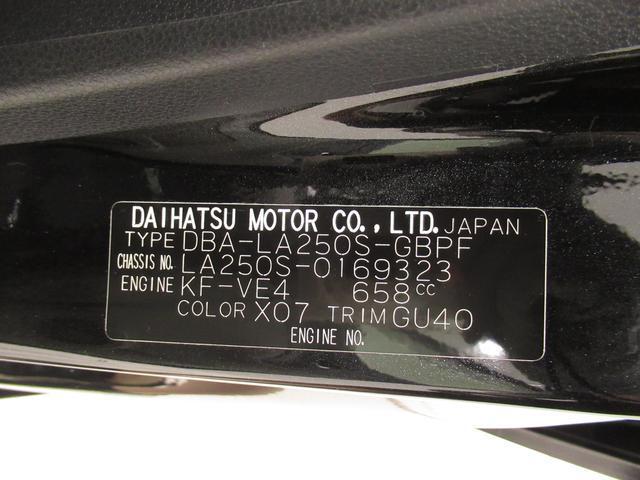 DAIHATSU MOTOR CO., LTD. JAPAN
TYPE DBA-LA250S-GBPF
CHASSIS NO. LA250S-0169323
ENGINE KF-VE4 658cc
COLOR X07 TRIM GU40
ENGINE NO.